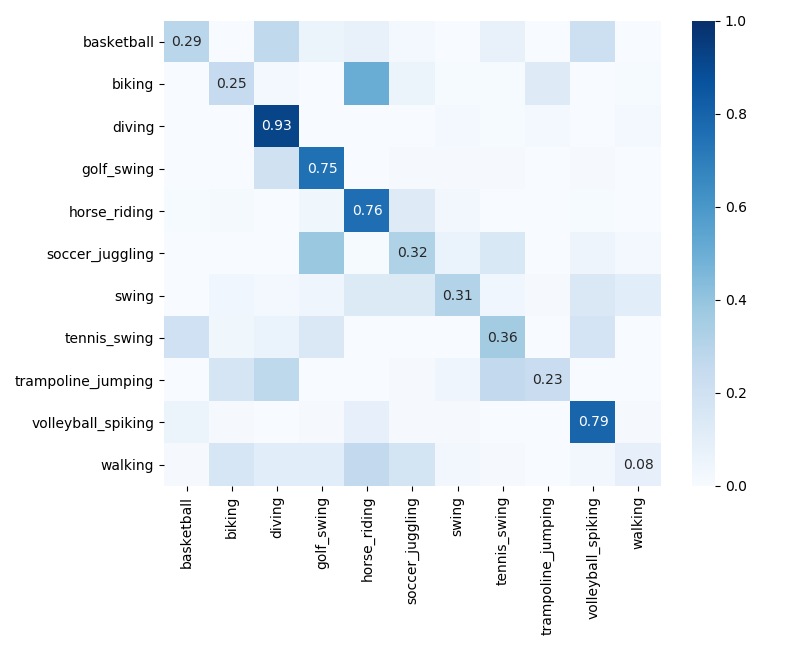 basketball
biking
diving
golf_swing
horse_riding
soccer_juggling
swing
tennis_swing
trampoline_jumping
volleyball_spiking
walking
0.29
0.25
0.93
0.75
0.76
0.32
0.31
0.36
0.23
0.79
0.08
basketball
biking
diving
golf_swing
horse_riding
soccer_juggling
swing
tennis_swing
trampoline_jumping
volleyball_spiking
walking
1.0
0.8
0.6
0.4
0.2
0.0